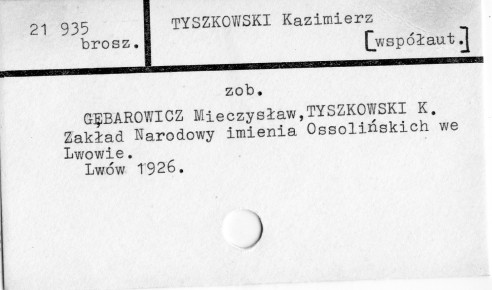 21 935
brosz.
TYSZKOWSKI Kazimierz
[współaut.]
zob.
GĘBAROWICZ Mieczysław,TYSZKOWSKI K.
Zakład Narodowy imienia Ossolińskich we
Lwowie.
Lwów 1926.